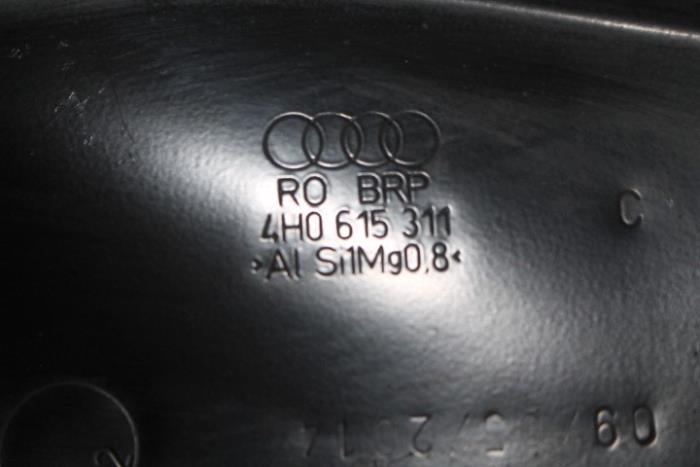 RO BRP
4H0 615 311
>Al Si1Mg0,8<
C